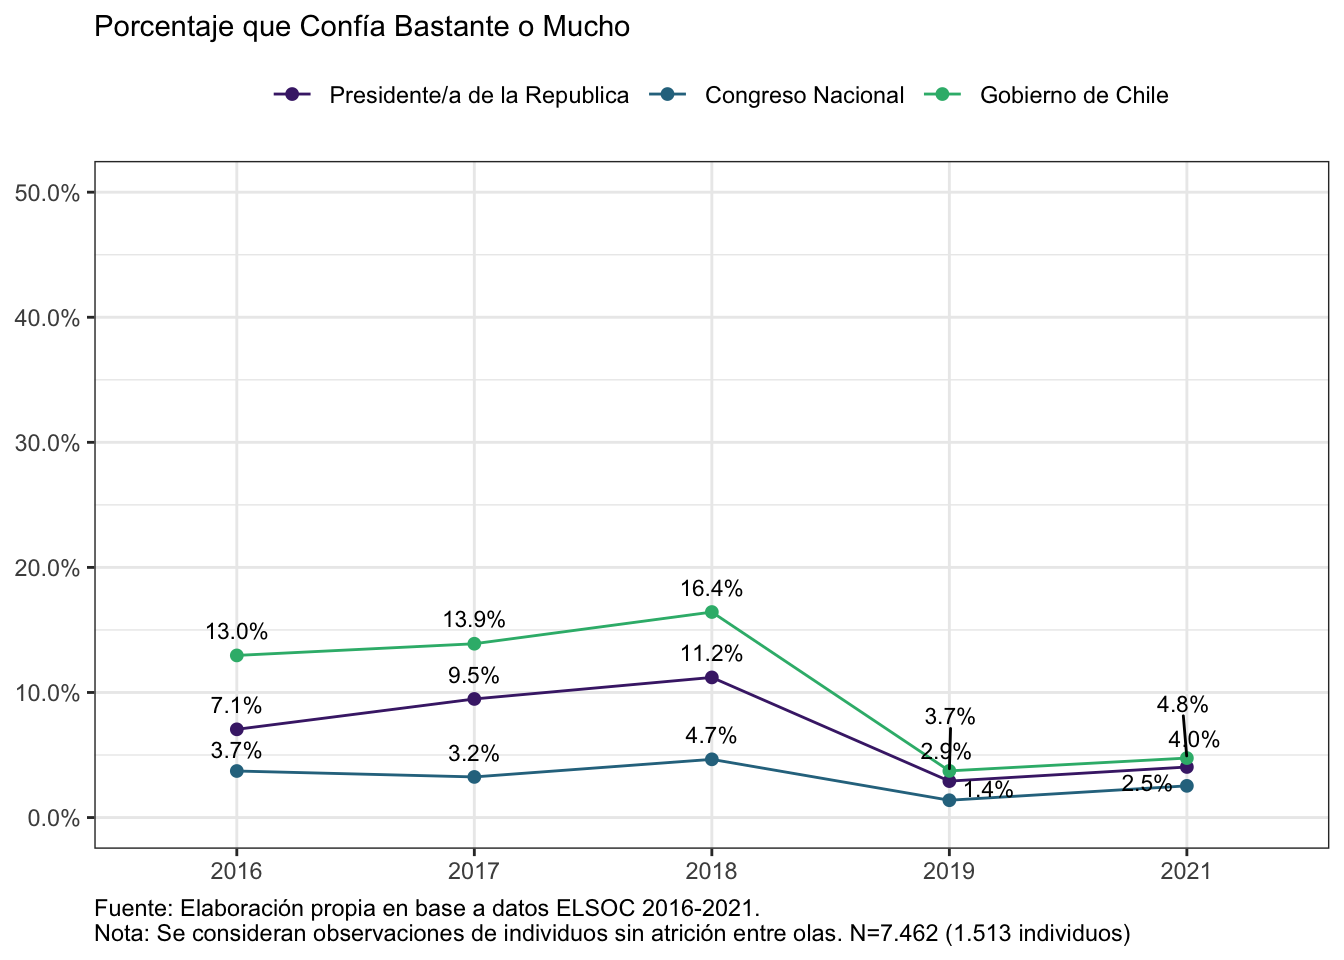 Porcentaje que Confía Bastante o Mucho
Presidente/a de la Republica Congreso Nacional Gobierno de Chile
50.0%
40.0%
30.0%
20.0%
10.0%
0.0%
13.0% 13.9% 16.4% 3.7% 4.8%
7.1% 9.5% 11.2% 2.9% 4.0%
3.7% 3.2% 4.7% 1.4% 2.5%
2016 2017 2018 2019 2021
Fuente: Elaboración propia en base a datos ELSOC 2016-2021.
Nota: Se consideran observaciones de individuos sin atrición entre olas. N=7.462 (1.513 individuos)